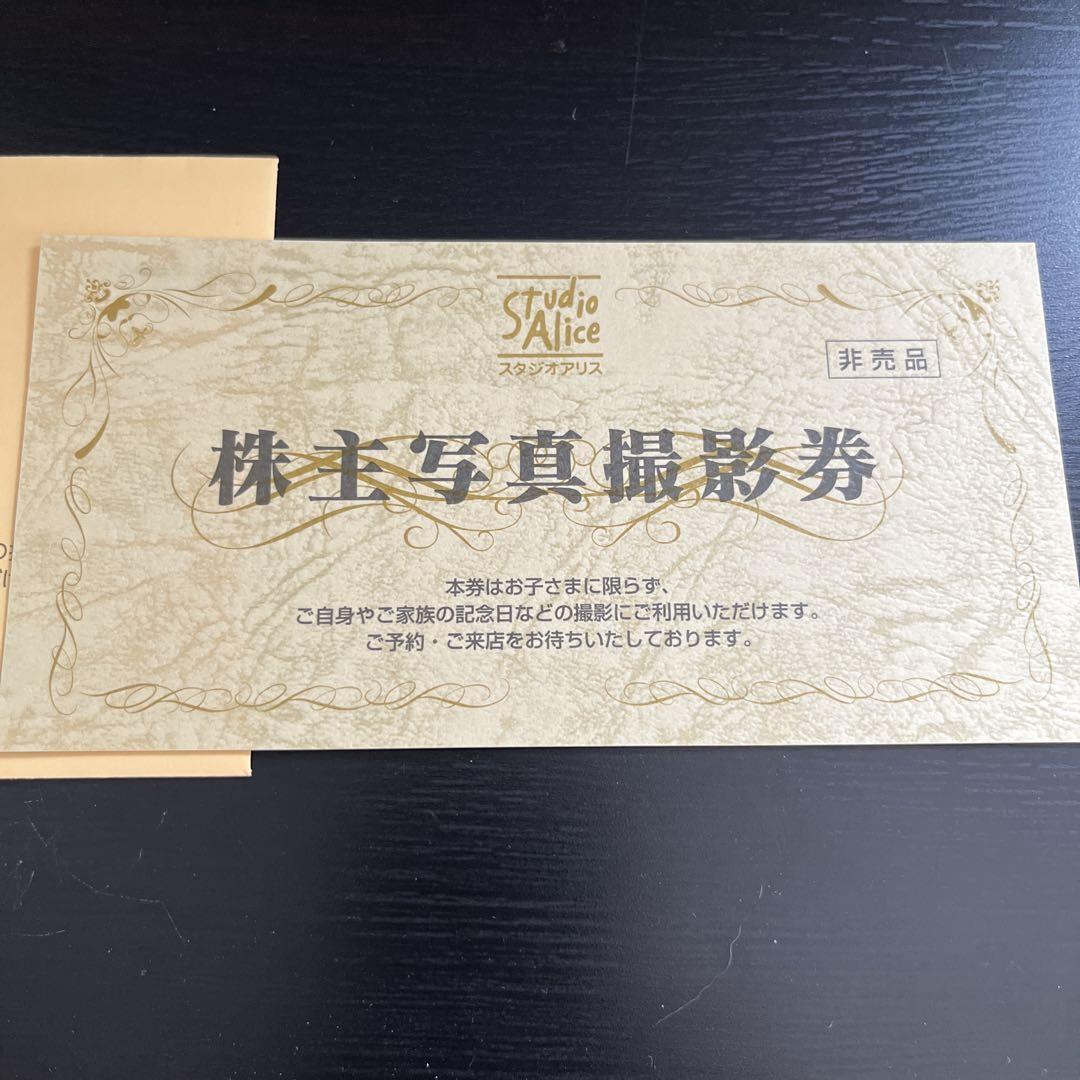 Studio
Alice
スタジオアリス
非売品
株主写真撮影券
本券はお子さまに限らず、
ご自身やご家族の記念日などの撮影にご利用いただけます。
ご予約・ご来店をお待ちいたしております。